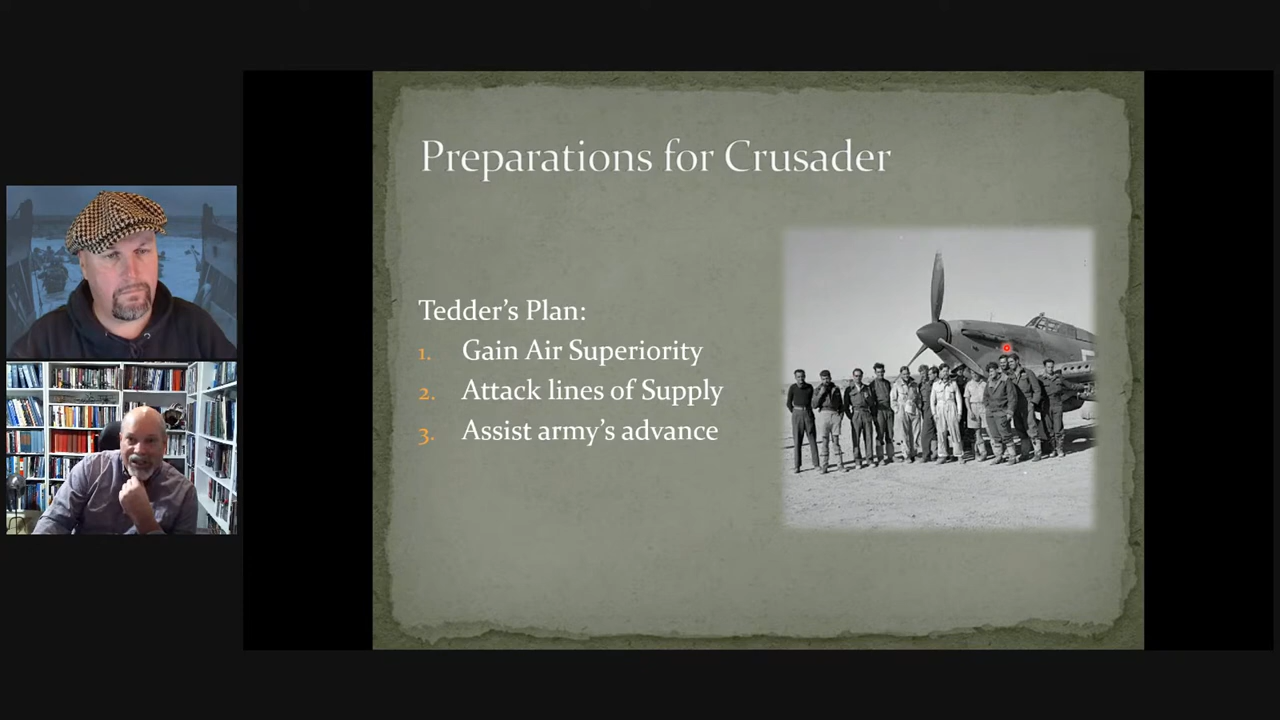 Preparations for Crusader
Tedder's Plan:
1. Gain Air Superiority
2. Attack lines of Supply
3. Assist army's advance